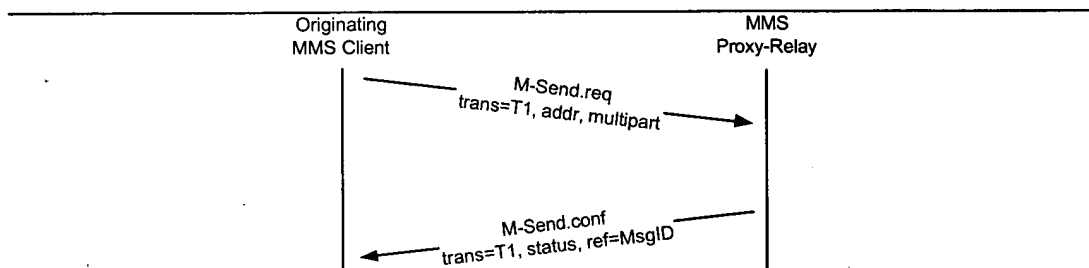 Originating
MMS Client
MMS
Proxy-Relay
M-Send.req
trans=T1, addr, multipart
M-Send.conf
trans=T1, status, ref=MsgID